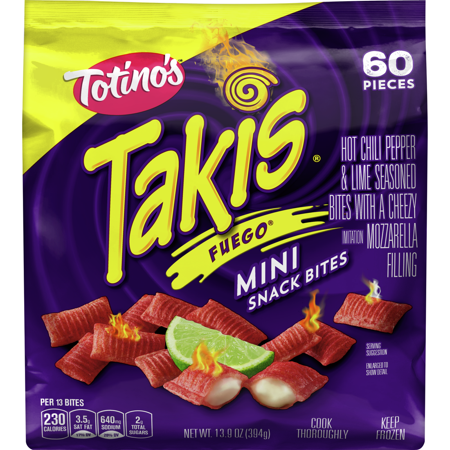 Totino's
60
PIECES
TAKIS®
FUEGO®
MINI
SNACK BITES
HOT CHILI PEPPER
& LIME SEASONED
BITES WITH A CHEEZY
IMITATION MOZZARELLA
FILLING
SERVING
SUGGESTION
ENLARGED TO
SHOW DETAIL
PER 13 BITES
230
CALORIES
3.5g
SAT FAT
640mg
SODIUM
2g
TOTAL
SUGARS
NET WT 13.9 OZ (394g)
COOK
THOROUGHLY
KEEP
FROZEN